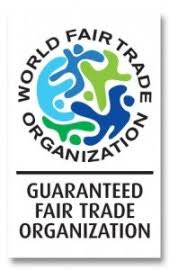 WORLD FAIR TRADE
ORGANIZATION
GUARANTEED
FAIR TRADE
ORGANIZATION